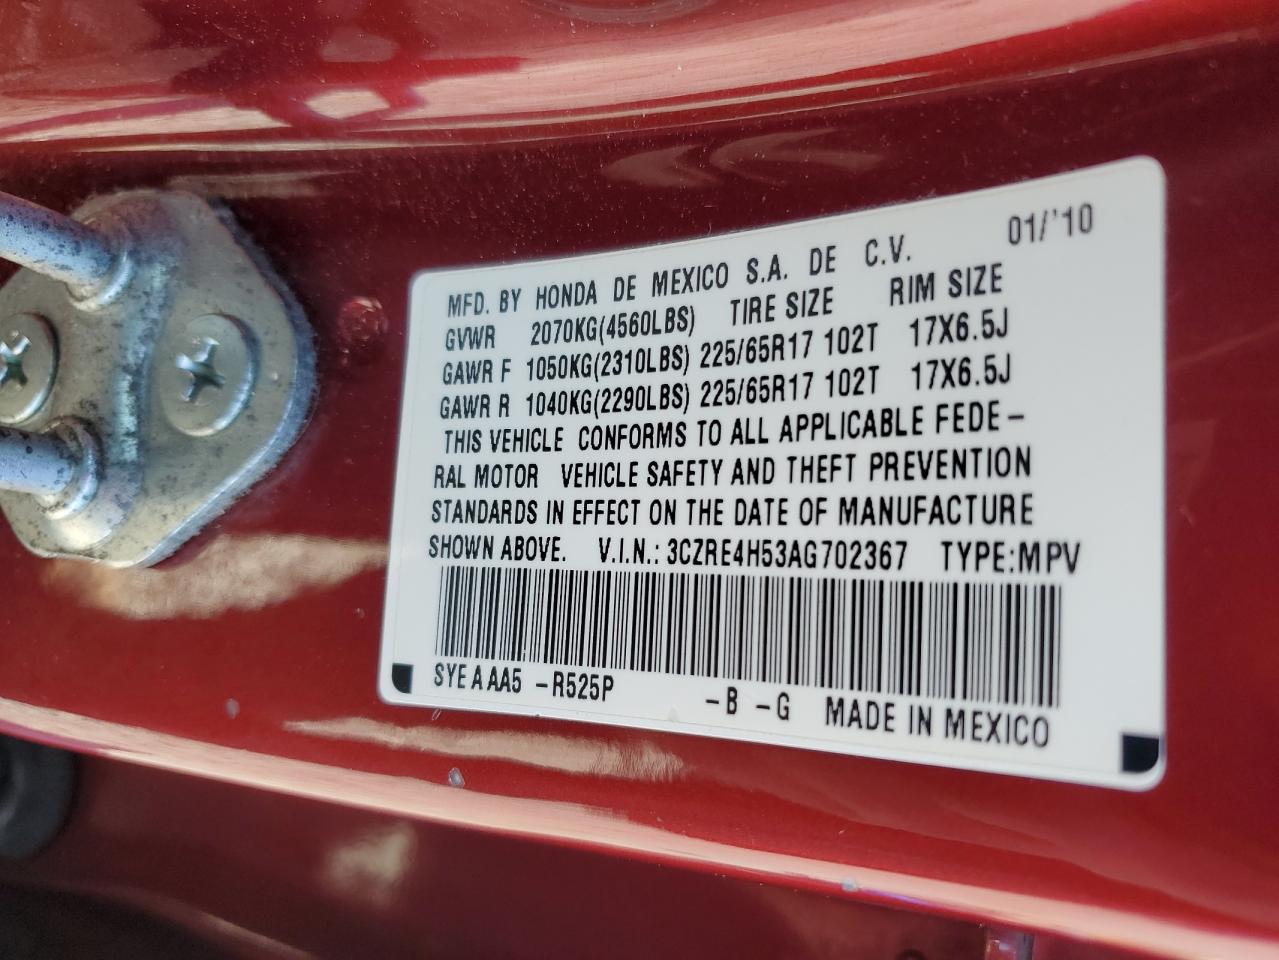 MFD. BY HONDA DE MEXICO S.A. DE C.V. 01/'10
GVWR 2070KG(4560LBS) TIRE SIZE RIM SIZE
GAWR F 1050KG(2310LBS) 225/65R17 102T 17X6.5J
GAWR R 1040KG(2290LBS) 225/65R17 102T 17X6.5J
THIS VEHICLE CONFORMS TO ALL APPLICABLE FEDE-
RAL MOTOR VEHICLE SAFETY AND THEFT PREVENTION
STANDARDS IN EFFECT ON THE DATE OF MANUFACTURE
SHOWN ABOVE. V.I.N.: 3CZRE4H53AG702367 TYPE:MPV
SYEAAA5 -R525P -B -G MADE IN MEXICO